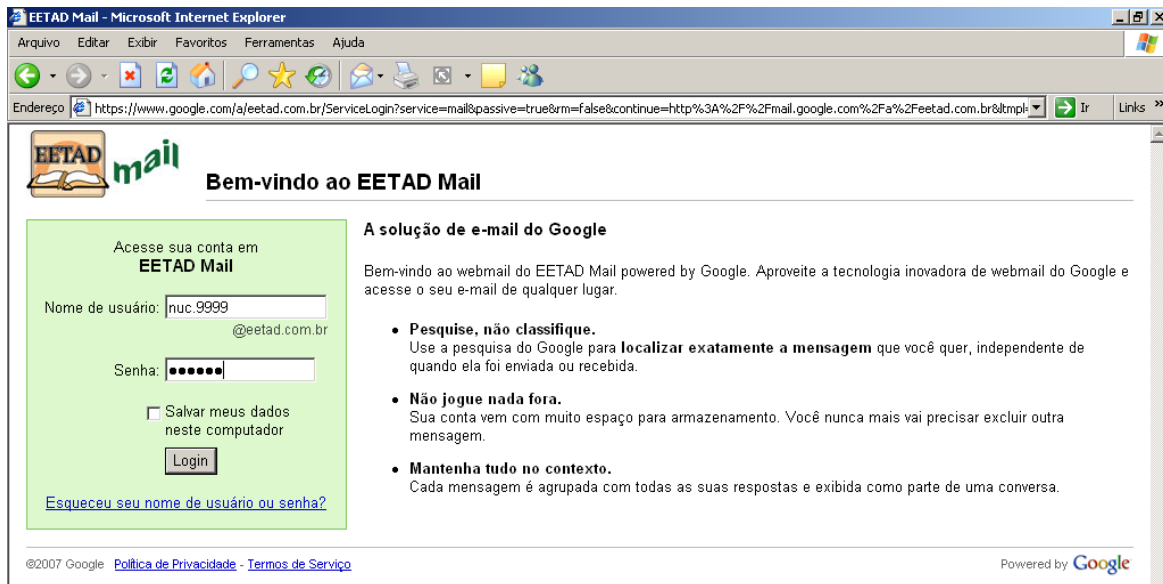 EETAD Mail - Microsoft Internet Explorer
Arquivo Editar Exibir Favoritos Ferramentas Ajuda
Endereço https://www.google.com/a/eetad.com.br/ServiceLogin?service=mail&passive=true&rm=false&continue=http%3A%2F%2Fmail.google.com%2Fa%2Feetad.com.br&ltmpl= Ir Links »
EETAD mail
Bem-vindo ao EETAD Mail
Acesse sua conta em
EETAD Mail
Nome de usuário: nuc.9999
@eetad.com.br
Senha: ●●●●●●
Salvar meus dados
neste computador
Login
Esqueceu seu nome de usuário ou senha?
A solução de e-mail do Google
Bem-vindo ao webmail do EETAD Mail powered by Google. Aproveite a tecnologia inovadora de webmail do Google e
acesse o seu e-mail de qualquer lugar.
• Pesquise, não classifique.
Use a pesquisa do Google para localizar exatamente a mensagem que você quer, independente de
quando ela foi enviada ou recebida.
• Não jogue nada fora.
Sua conta vem com muito espaço para armazenamento. Você nunca mais vai precisar excluir outra
mensagem.
• Mantenha tudo no contexto.
Cada mensagem é agrupada com todas as suas respostas e exibida como parte de uma conversa.
©2007 Google Política de Privacidade - Termos de Serviço
Powered by Google